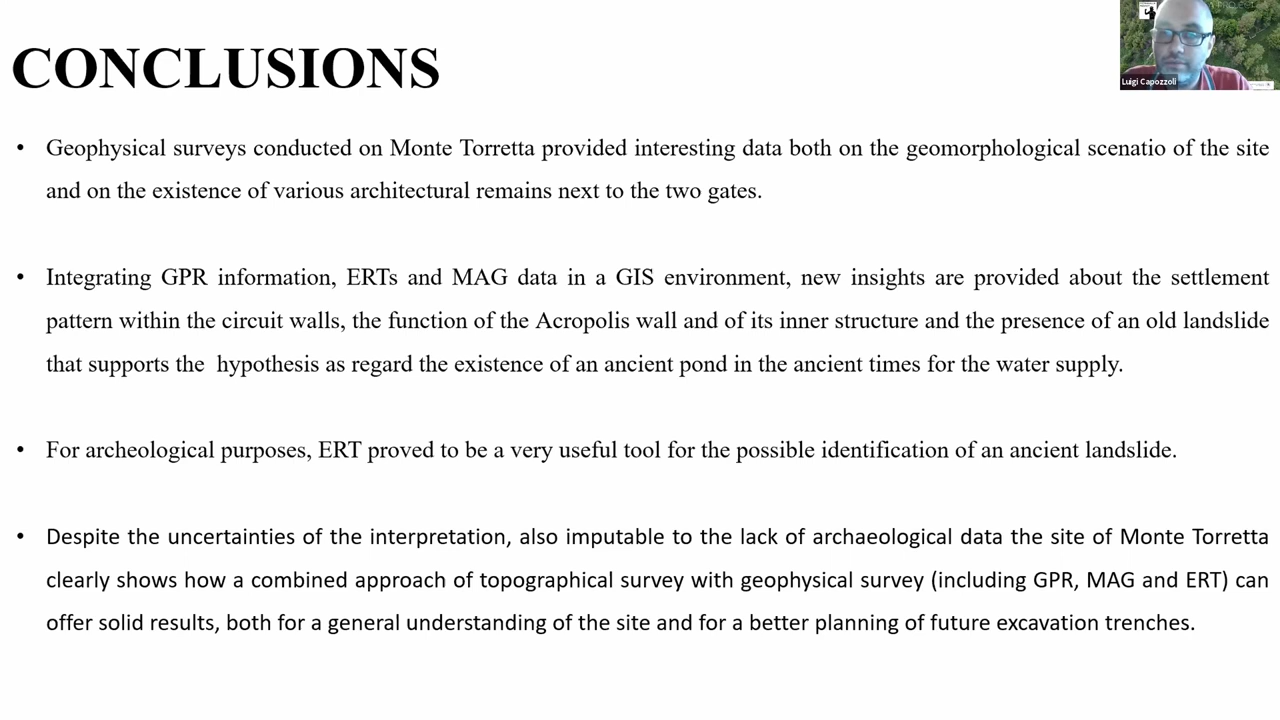 CONCLUSIONS
Luigi Capozzoli
• Geophysical surveys conducted on Monte Torretta provided interesting data both on the geomorphological scenatio of the site
and on the existence of various architectural remains next to the two gates.
• Integrating GPR information, ERTs and MAG data in a GIS environment, new insights are provided about the settlement
pattern within the circuit walls, the function of the Acropolis wall and of its inner structure and the presence of an old landslide
that supports the hypothesis as regard the existence of an ancient pond in the ancient times for the water supply.
• For archeological purposes, ERT proved to be a very useful tool for the possible identification of an ancient landslide.
• Despite the uncertainties of the interpretation, also imputable to the lack of archaeological data the site of Monte Torretta
clearly shows how a combined approach of topographical survey with geophysical survey (including GPR, MAG and ERT) can
offer solid results, both for a general understanding of the site and for a better planning of future excavation trenches.